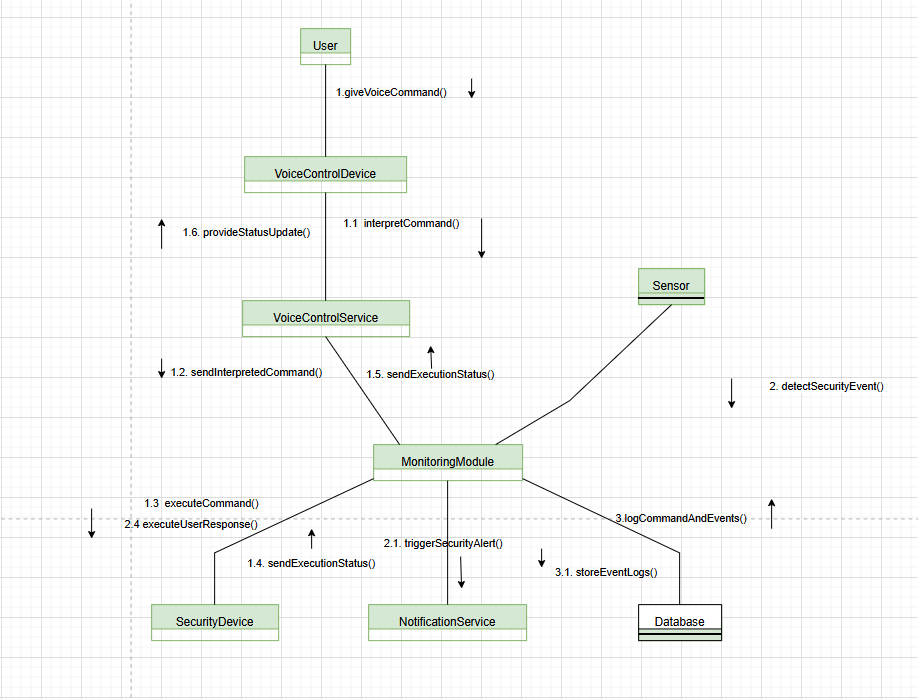 User
1.giveVoiceCommand()
VoiceControlDevice
1.1 interpretCommand()
1.6. provideStatusUpdate()
Sensor
VoiceControlService
1.2. sendInterpretedCommand()
1.5. sendExecutionStatus()
2. detectSecurityEvent()
MonitoringModule
1.3 executeCommand()
2.4 executeUserResponse()
3.logCommandAndEvents()
2.1. triggerSecurityAlert()
1.4. sendExecutionStatus()
3.1. storeEventLogs()
SecurityDevice
NotificationService
Database